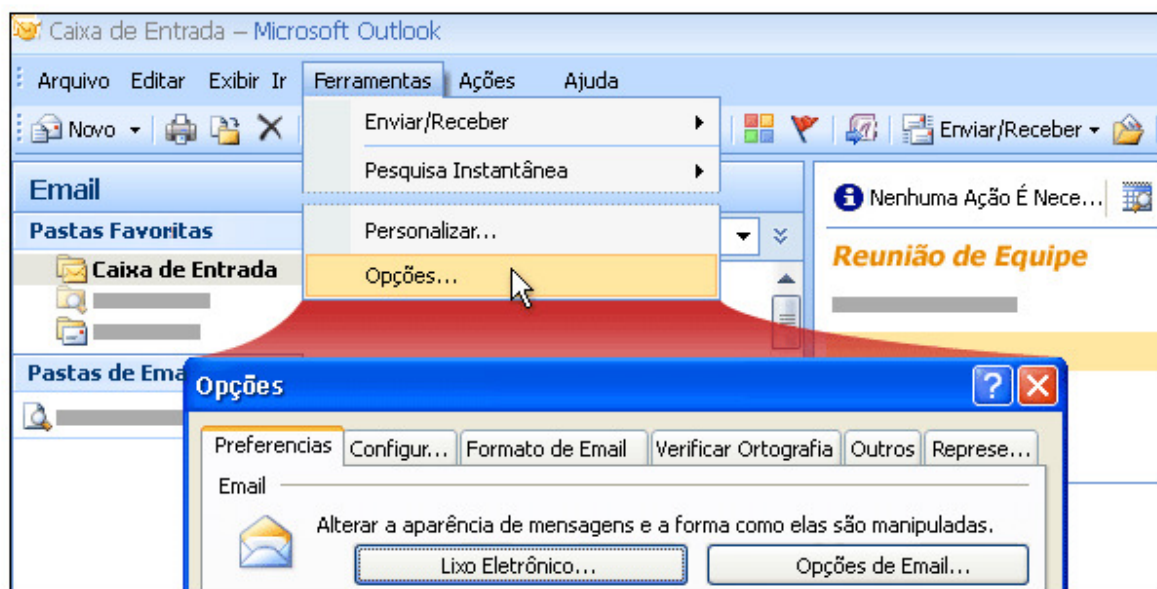 Caixa de Entrada – Microsoft Outlook
Arquivo Editar Exibir Ir Ferramentas Ações Ajuda
Novo Enviar/Receber
Enviar/Receber
Pesquisa Instantânea
Personalizar...
Opções...
Email
Pastas Favoritas
Caixa de Entrada
Pastas de Ema
Nenhuma Ação É Nece...
Reunião de Equipe
Opções
Preferencias Configur... Formato de Email Verificar Ortografia Outros Represe...
Email
Alterar a aparência de mensagens e a forma como elas são manipuladas.
Lixo Eletrônico... Opções de Email...